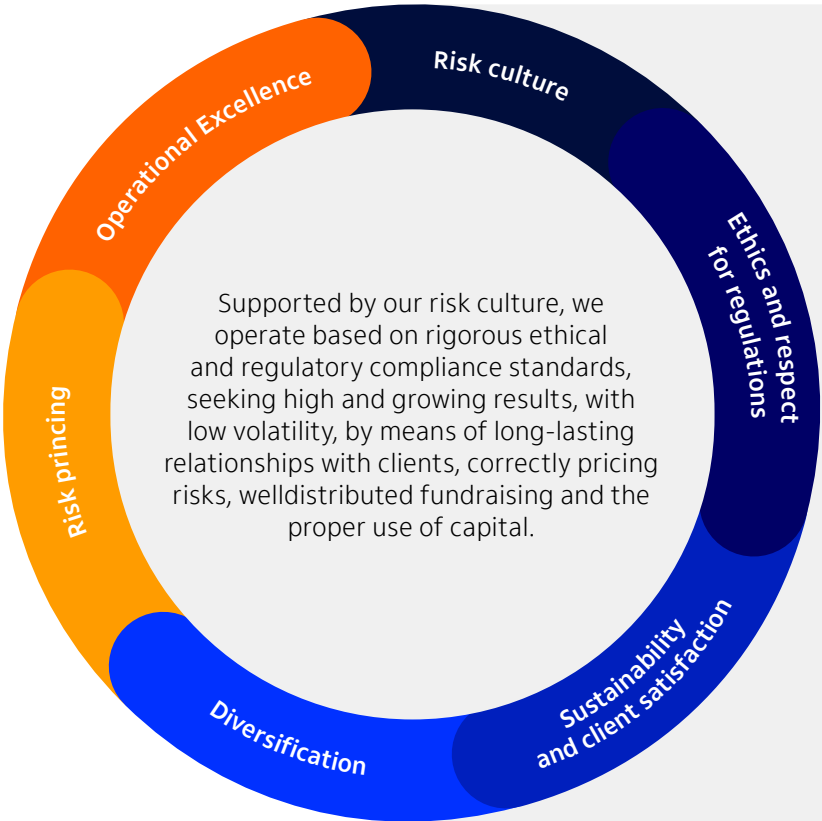 Risk culture
Ethics and respect
for regulations
Sustainability
and client satisfaction
Diversification
Risk princing
Operational Excellence
Supported by our risk culture, we
operate based on rigorous ethical
and regulatory compliance standards,
seeking high and growing results, with
low volatility, by means of long-lasting
relationships with clients, correctly pricing
risks, welldistributed fundraising and the
proper use of capital.